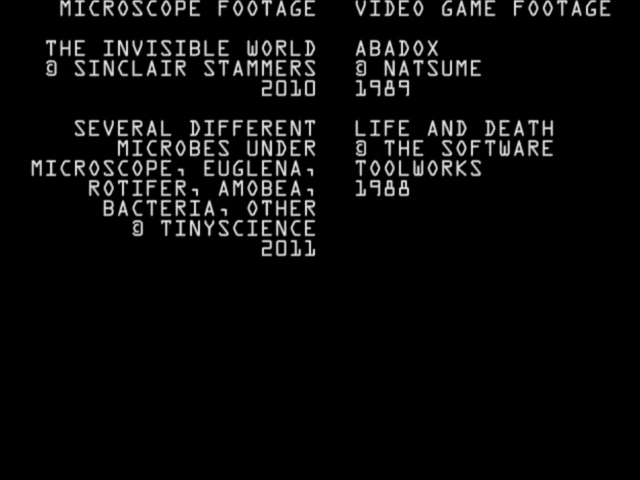 MICROSCOPE FOOTAGE
THE INVISIBLE WORLD
© SINCLAIR STAMMERS
2010
SEVERAL DIFFERENT
MICROBES UNDER
MICROSCOPE, EUGLENA,
ROTIFER, AMOBEA,
BACTERIA, OTHER
© TINYSCIENCE
2011
VIDEO GAME FOOTAGE
ABADOX
© NATSUME
1989
LIFE AND DEATH
© THE SOFTWARE
TOOLWORKS
1988